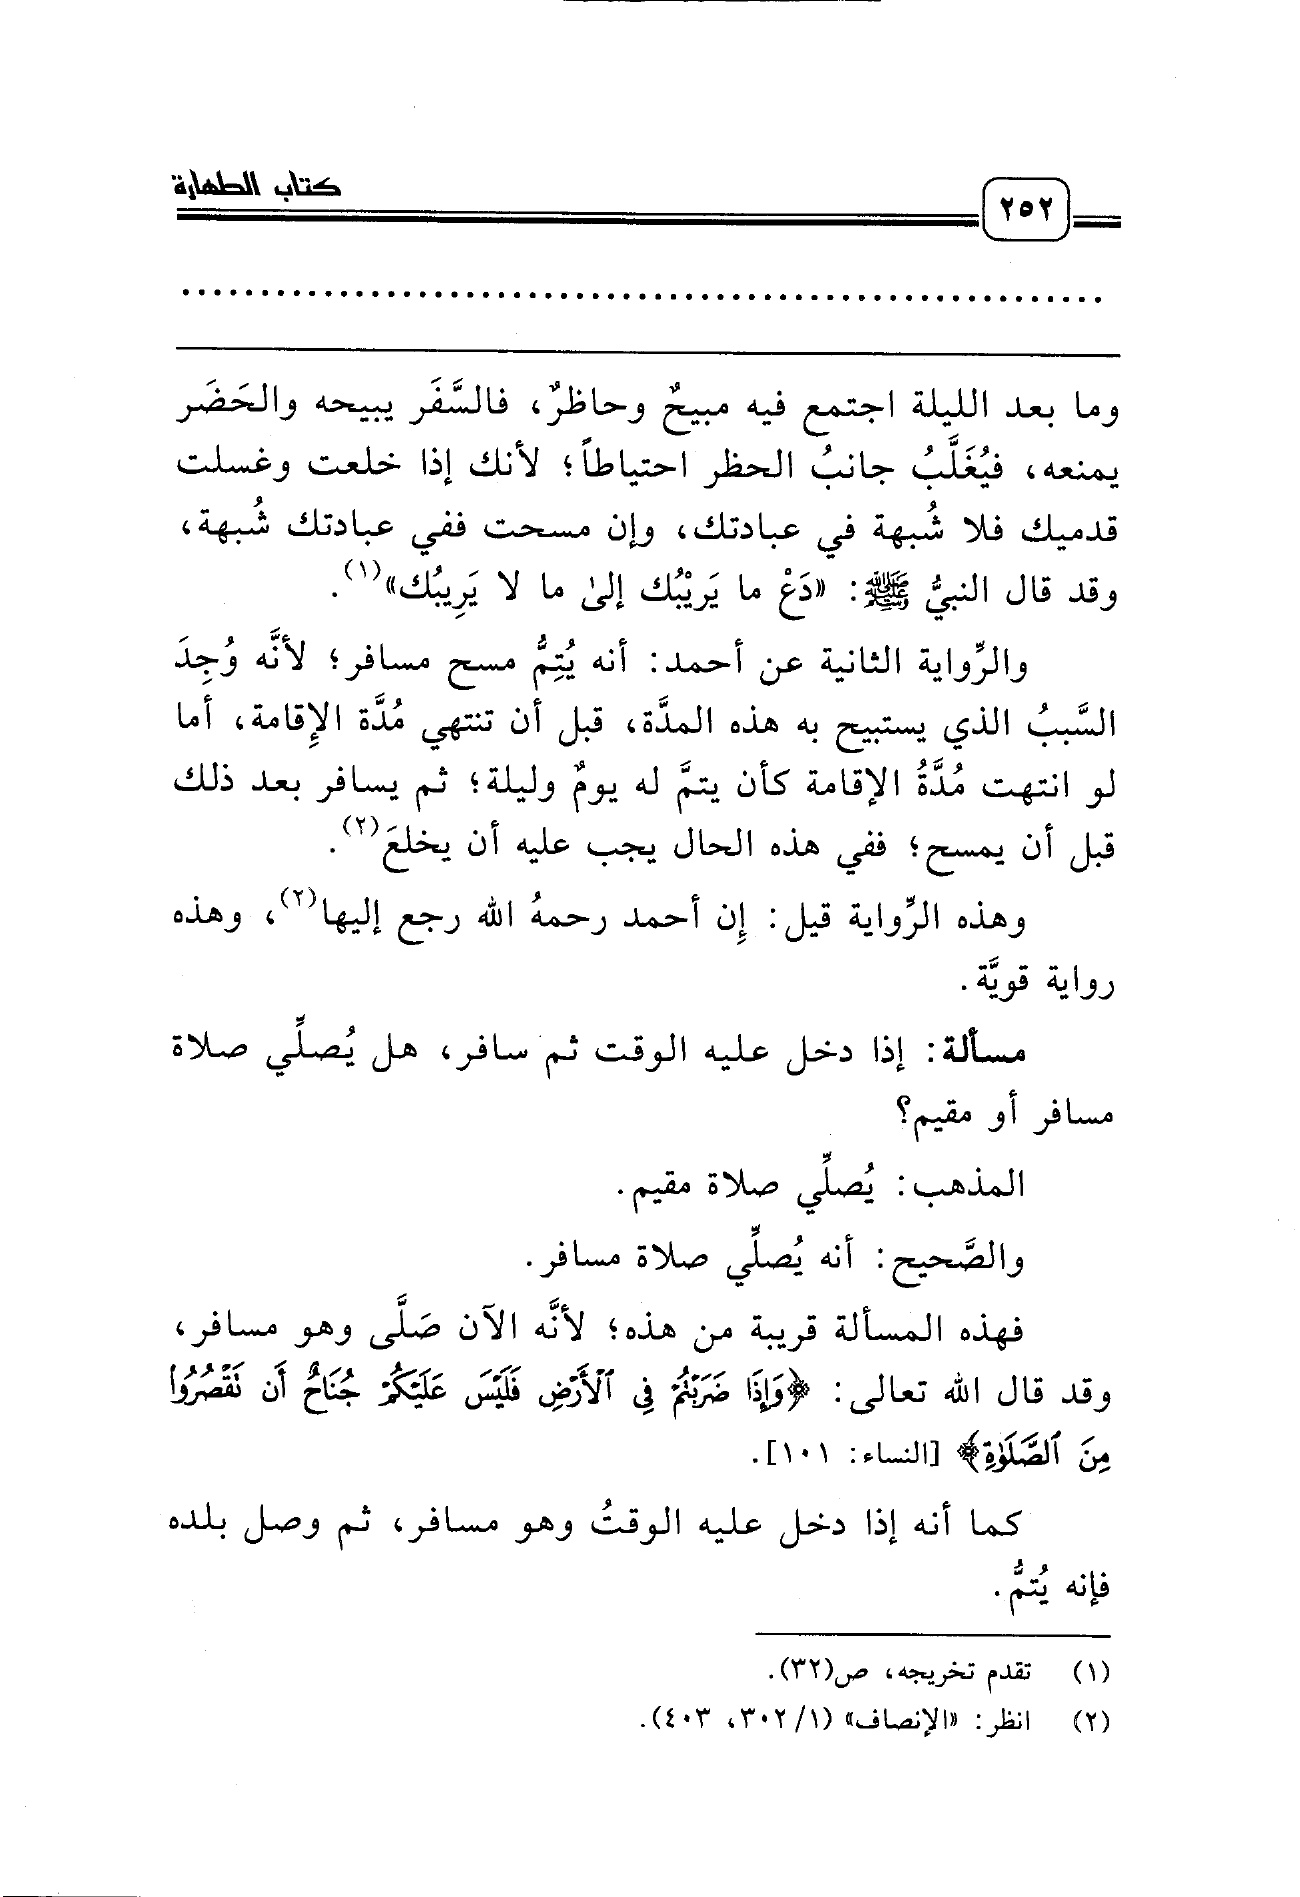 كتاب الطهارة
٢٥٢
وما بعد الليلة اجتمع فيه مبيحٌ وحاظرٌ، فالسَّفَر يبيحه والحَضَر
يمنعه، فيُغَلَّبُ جانبُ الحظر احتياطاً؛ لأنك إذا خلعت وغسلت
قدميك فلا شُبهة في عبادتك، وإن مسحت ففي عبادتك شُبهة،
وقد قال النبيُّ ﷺ: «دَعْ ما يَرِيْبُك إلىٰ ما لا يَرِيبُك»(١).
والرِّواية الثانية عن أحمد: أنه يُتِمُّ مسح مسافر؛ لأنَّه وُجِدَ
السَّببُ الذي يستبيح به هذه المدَّة، قبل أن تنتهي مُدَّة الإِقامة، أما
لو انتهت مُدَّةُ الإقامة كأن يتمَّ له يومٌ وليلة؛ ثم يسافر بعد ذلك
قبل أن يمسح؛ ففي هذه الحال يجب عليه أن يخلعَ(٢).
وهذه الرِّواية قيل: إِن أحمد رحمهُ الله رجع إليها(٢)، وهذه
رواية قويَّة.
مسألة: إذا دخل عليه الوقت ثم سافر، هل يُصلِّي صلاة
مسافر أو مقيم؟
المذهب: يُصلِّي صلاة مقيم.
والصَّحيح: أنه يُصلِّي صلاة مسافر.
فهذه المسألة قريبة من هذه؛ لأنَّه الآن صَلَّى وهو مسافر،
وقد قال الله تعالى: ﴿وَإِذَا ضَرَبْتُمْ فِي ٱلْأَرْضِ فَلَيْسَ عَلَيْكُمْ جُنَاحٌ أَن تَقْصُرُوا۟
مِنَ ٱلصَّلَوٰةِ﴾ [النساء: ١٠١].
كما أنه إذا دخل عليه الوقتُ وهو مسافر، ثم وصل بلده
فإنه يُتمُّ.
(١) تقدم تخريجه، ص(٣٢).
(٢) انظر: «الإنصاف» (١/ ٣٠٢، ٤٠٣).